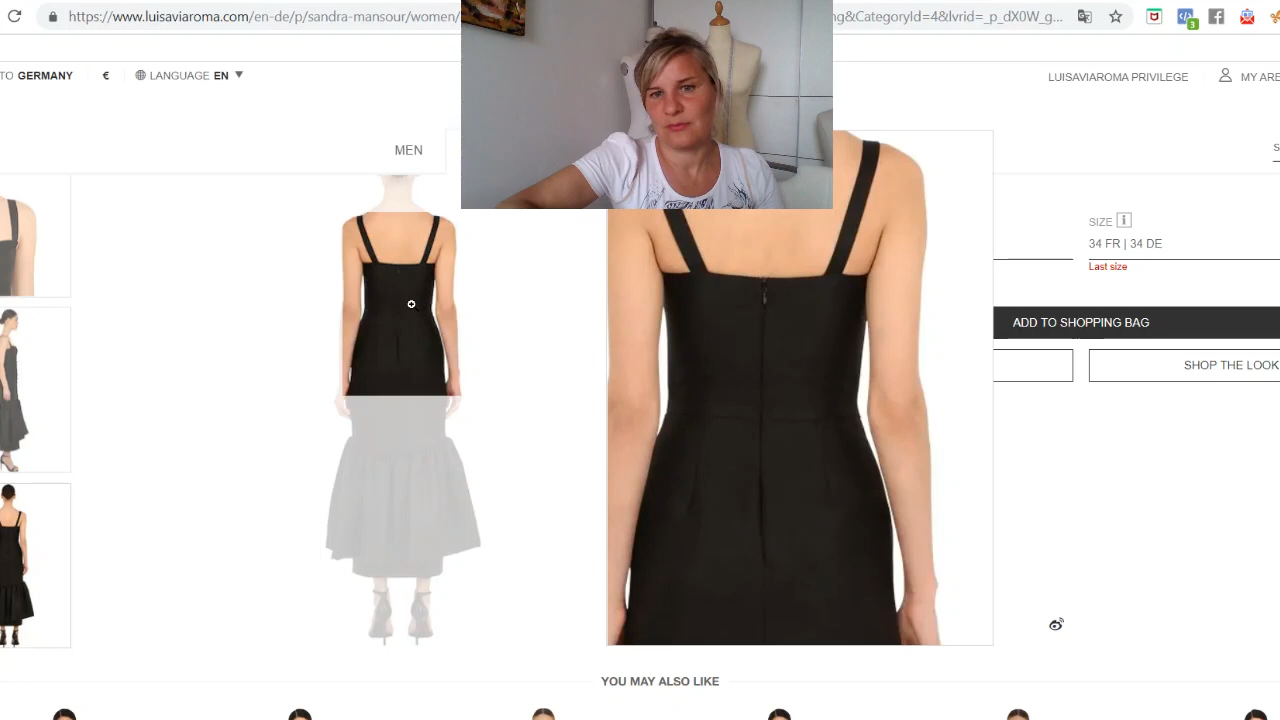 https://www.luisaviaroma.com/en-de/p/sandra-mansour/women/
ng&CategoryId=4&lvrid=_p_dX0W_g...
3
TO GERMANY € LANGUAGE EN
LUISAVIAROMA PRIVILEGE MY ARE
MEN
S
SIZE i
34 FR | 34 DE
Last size
ADD TO SHOPPING BAG
SHOP THE LOOK
YOU MAY ALSO LIKE